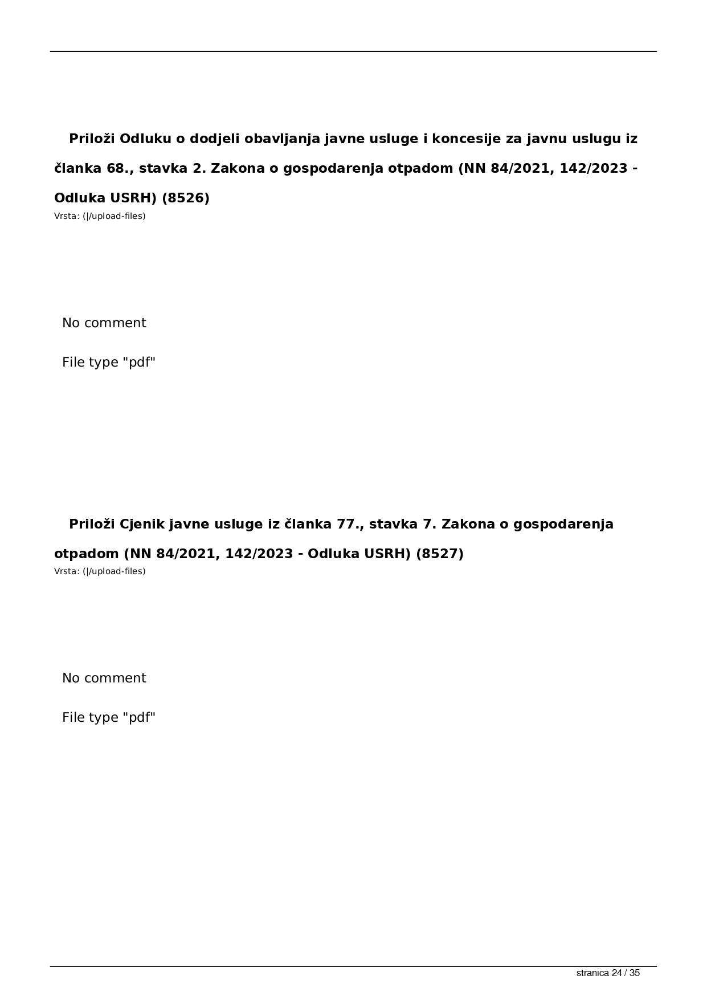 Priloži Odluku o dodjeli obavljanja javne usluge i koncesije za javnu uslugu iz
članka 68., stavka 2. Zakona o gospodarenja otpadom (NN 84/2021, 142/2023 -
Odluka USRH) (8526)
Vrsta: (|/upload-files)
No comment
File type "pdf"
Priloži Cjenik javne usluge iz članka 77., stavka 7. Zakona o gospodarenja
otpadom (NN 84/2021, 142/2023 - Odluka USRH) (8527)
Vrsta: (|/upload-files)
No comment
File type "pdf"
stranica 24 / 35